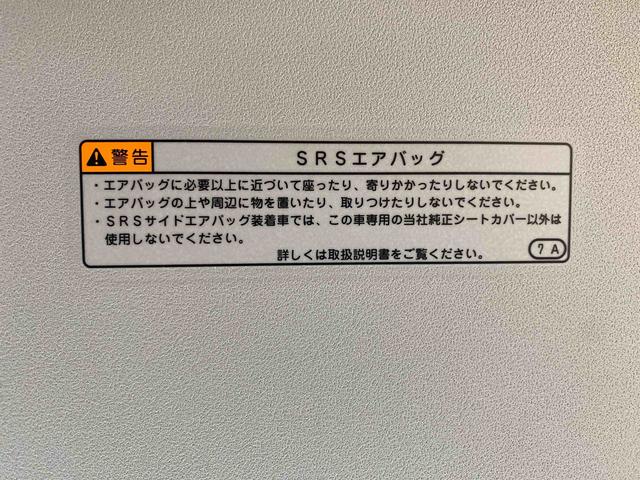 警告 SRSエアバッグ
・エアバッグに必要以上に近づいて座ったり、寄りかかったりしないでください。
・エアバッグの上や周辺に物を置いたり、取りつけたりしないでください。
・SRSサイドエアバッグ装着車では、この車専用の当社純正シートカバー以外は
使用しないでください。
詳しくは取扱説明書をご覧ください。 7A